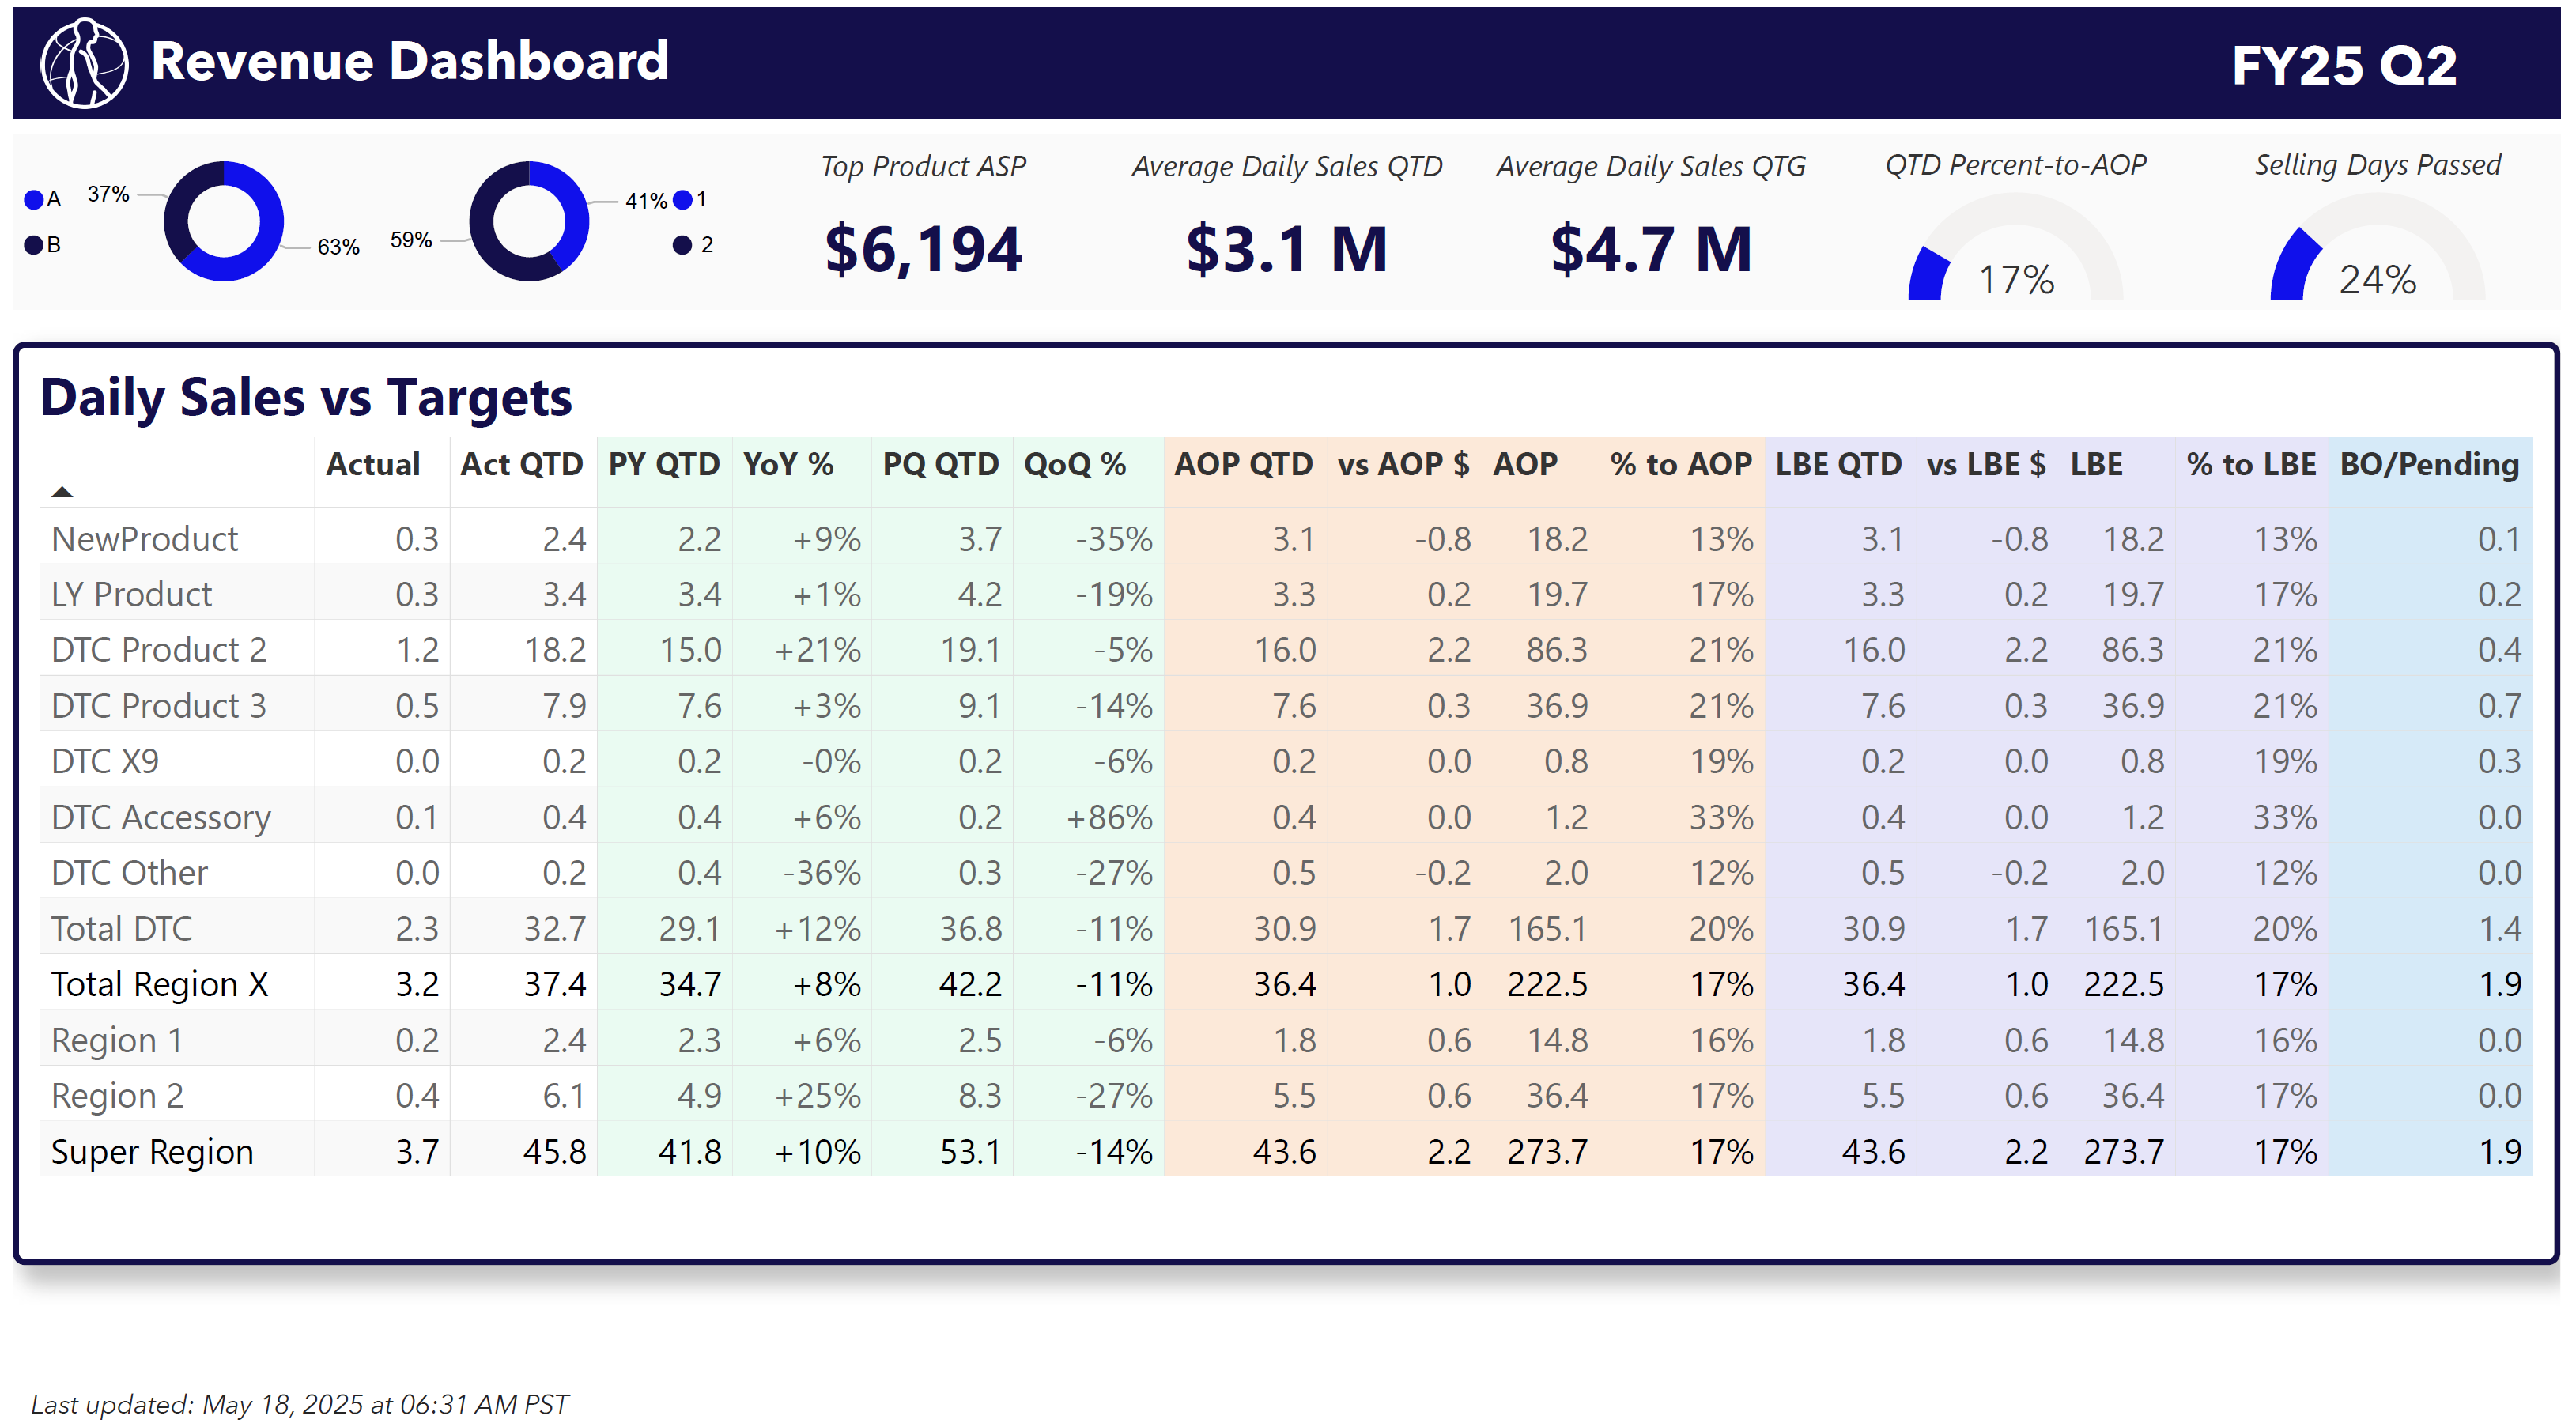 Revenue Dashboard FY25 Q2
Top Product ASP Average Daily Sales QTD Average Daily Sales QTG QTD Percent-to-AOP Selling Days Passed
A 37% 63% 59% 41% 1
B 2
$6,194 $3.1 M $4.7 M 17% 24%
Daily Sales vs Targets
Actual Act QTD PY QTD YoY % PQ QTD QoQ % AOP QTD vs AOP $ AOP % to AOP LBE QTD vs LBE $ LBE % to LBE BO/Pending
NewProduct 0.3 2.4 2.2 +9% 3.7 -35% 3.1 -0.8 18.2 13% 3.1 -0.8 18.2 13% 0.1
LY Product 0.3 3.4 3.4 +1% 4.2 -19% 3.3 0.2 19.7 17% 3.3 0.2 19.7 17% 0.2
DTC Product 2 1.2 18.2 15.0 +21% 19.1 -5% 16.0 2.2 86.3 21% 16.0 2.2 86.3 21% 0.4
DTC Product 3 0.5 7.9 7.6 +3% 9.1 -14% 7.6 0.3 36.9 21% 7.6 0.3 36.9 21% 0.7
DTC X9 0.0 0.2 0.2 -0% 0.2 -6% 0.2 0.0 0.8 19% 0.2 0.0 0.8 19% 0.3
DTC Accessory 0.1 0.4 0.4 +6% 0.2 +86% 0.4 0.0 1.2 33% 0.4 0.0 1.2 33% 0.0
DTC Other 0.0 0.2 0.4 -36% 0.3 -27% 0.5 -0.2 2.0 12% 0.5 -0.2 2.0 12% 0.0
Total DTC 2.3 32.7 29.1 +12% 36.8 -11% 30.9 1.7 165.1 20% 30.9 1.7 165.1 20% 1.4
Total Region X 3.2 37.4 34.7 +8% 42.2 -11% 36.4 1.0 222.5 17% 36.4 1.0 222.5 17% 1.9
Region 1 0.2 2.4 2.3 +6% 2.5 -6% 1.8 0.6 14.8 16% 1.8 0.6 14.8 16% 0.0
Region 2 0.4 6.1 4.9 +25% 8.3 -27% 5.5 0.6 36.4 17% 5.5 0.6 36.4 17% 0.0
Super Region 3.7 45.8 41.8 +10% 53.1 -14% 43.6 2.2 273.7 17% 43.6 2.2 273.7 17% 1.9
Last updated: May 18, 2025 at 06:31 AM PST